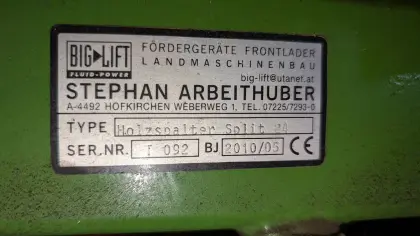 BIG LIFT
FLUID-POWER
FÖRDERGERÄTE FRONTLADER
LANDMASCHINENBAU
big-lift@utanet.at
STEPHAN ARBEITHUBER
A-4492 HOFKIRCHEN WEBERWEG 1, TEL. 07225/7293-0
TYPE Holzspalter Split
SER.NR. T 092 BJ 2010/06 CE